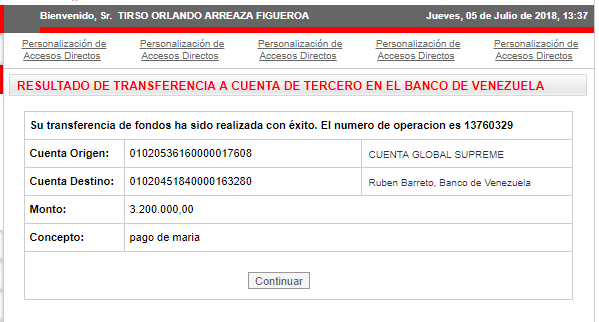 Bienvenido, Sr. TIRSO ORLANDO ARREAZA FIGUEROA
Jueves, 05 de Julio de 2018, 13:37
Personalización de Accesos Directos
Personalización de Accesos Directos
Personalización de Accesos Directos
Personalización de Accesos Directos
Personalización de Accesos Directos
RESULTADO DE TRANSFERENCIA A CUENTA DE TERCERO EN EL BANCO DE VENEZUELA
Su transferencia de fondos ha sido realizada con éxito. El numero de operacion es 13760329
Cuenta Origen: 01020536160000017608 CUENTA GLOBAL SUPREME
Cuenta Destino: 01020451840000163280 Ruben Barreto, Banco de Venezuela
Monto: 3.200.000,00
Concepto: pago de maria
Continuar